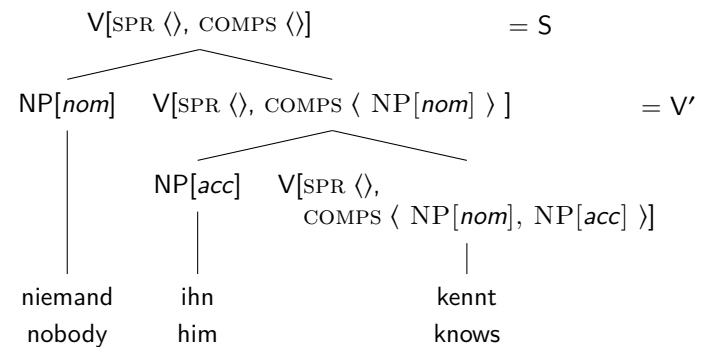 V[SPR ⟨⟩, COMPS ⟨⟩] = S
NP[nom] V[SPR ⟨⟩, COMPS ⟨ NP[nom] ⟩ ] = V′
NP[acc] V[SPR ⟨⟩,
COMPS ⟨ NP[nom], NP[acc] ⟩]
niemand ihn kennt
nobody him knows